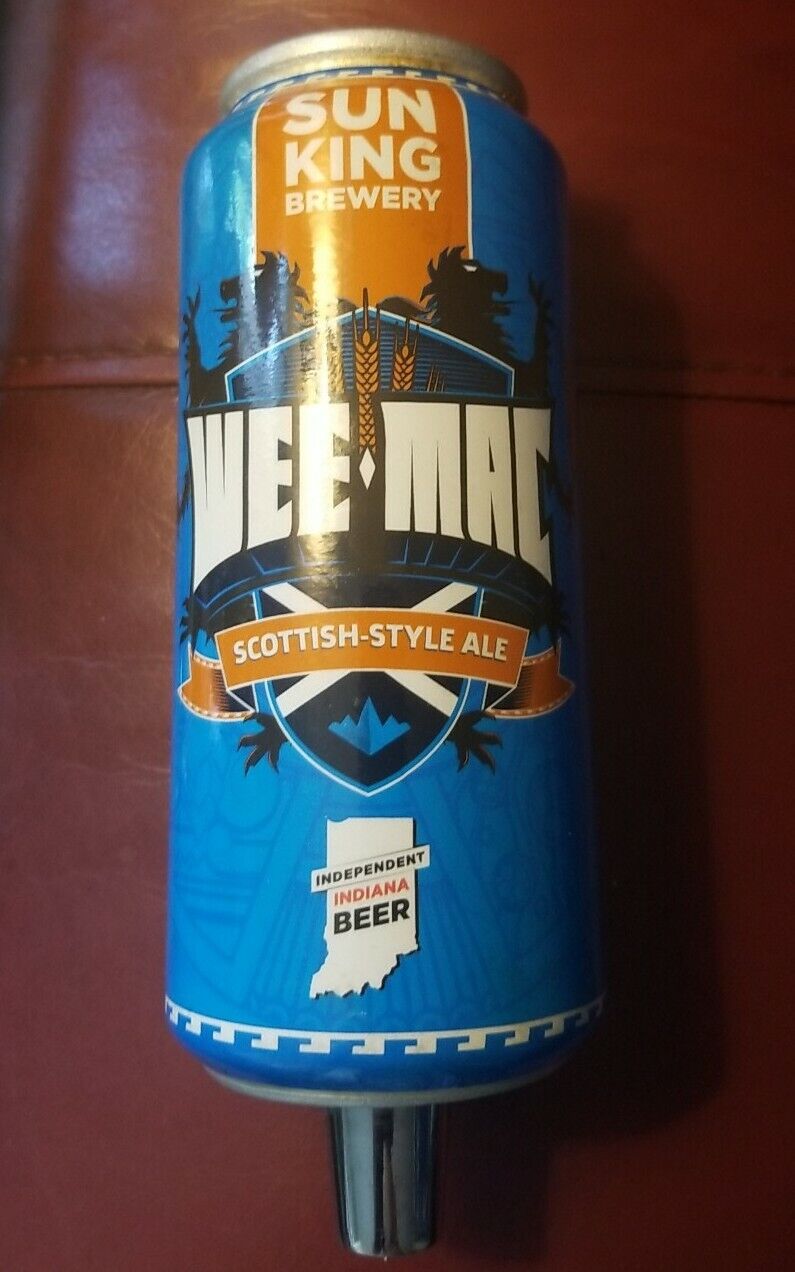 SUN
KING
BREWERY
WEE MAC
SCOTTISH-STYLE ALE
INDEPENDENT
INDIANA
BEER